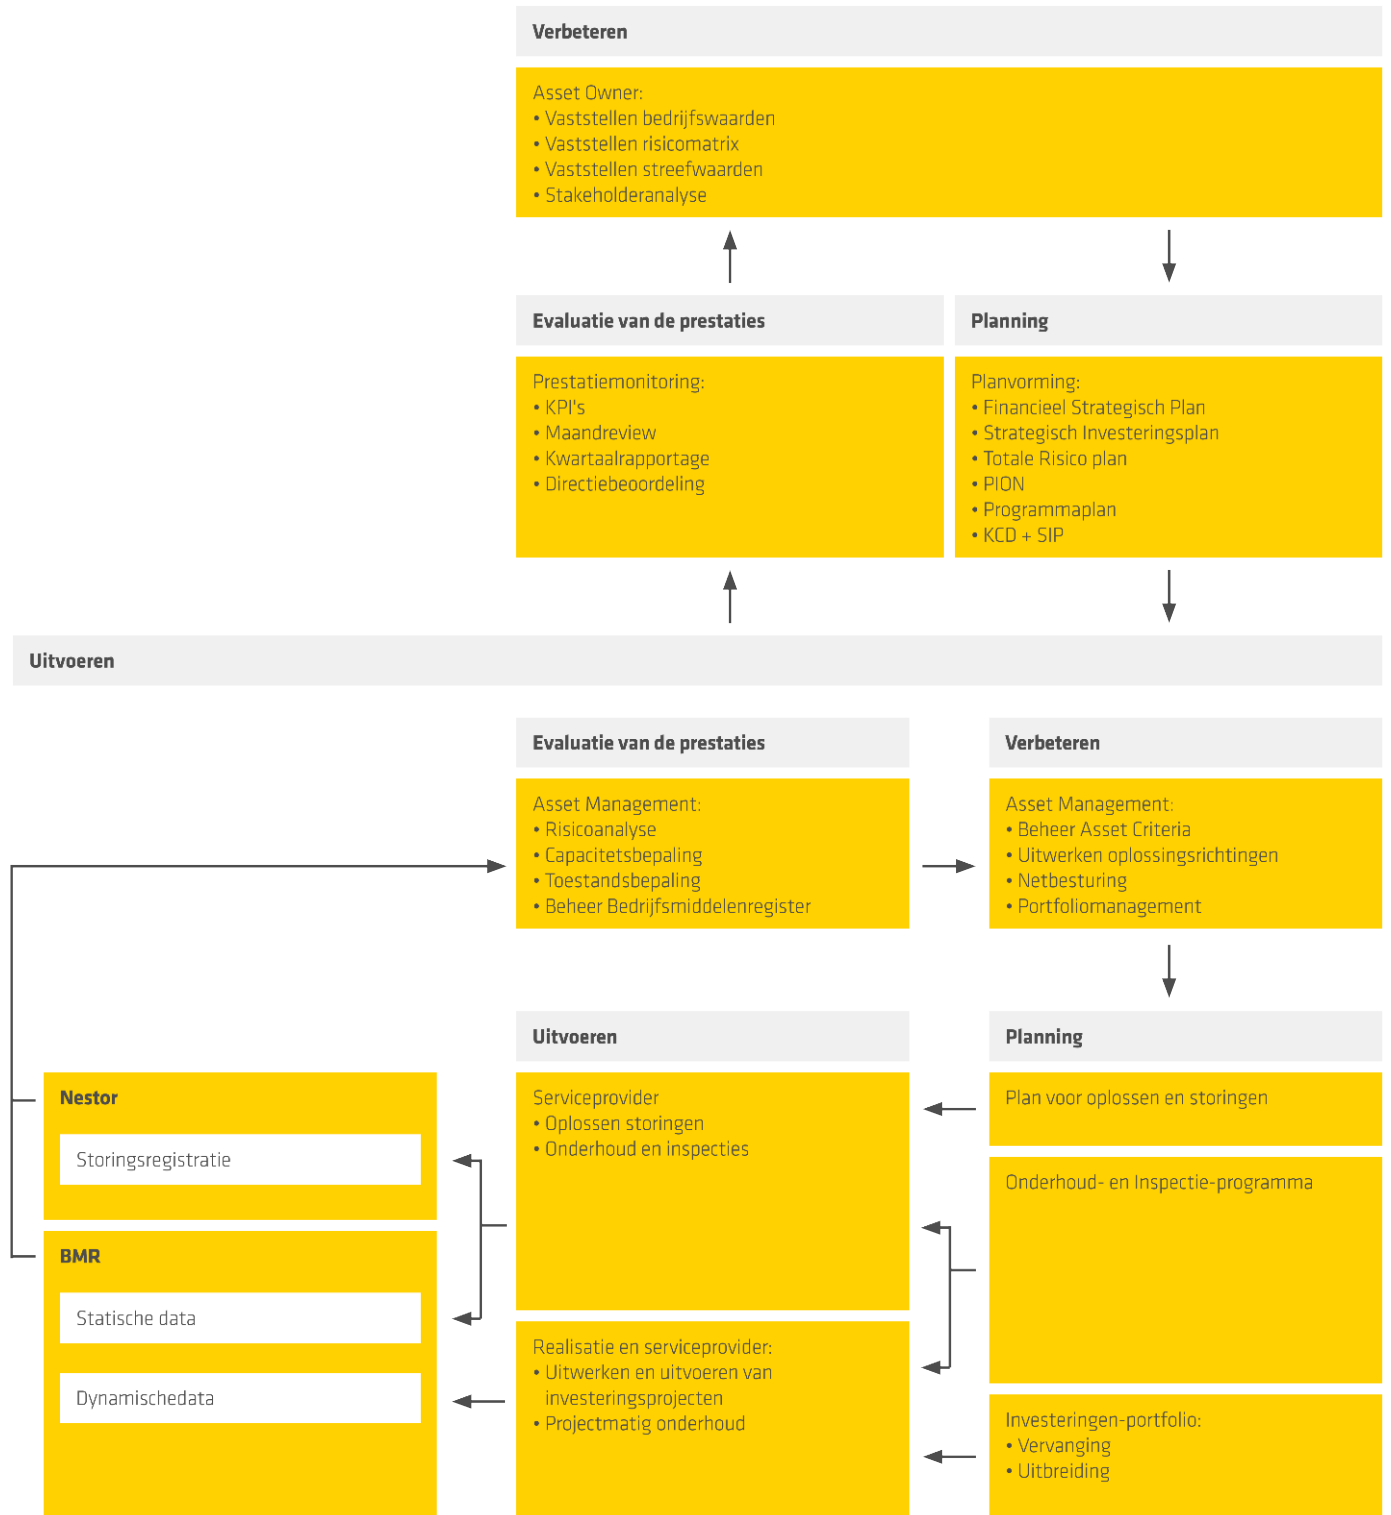 Verbeteren
Asset Owner:
• Vaststellen bedrijfswaarden
• Vaststellen risicomatrix
• Vaststellen streefwaarden
• Stakeholderanalyse
Evaluatie van de prestaties
Prestatiemonitoring:
• KPI's
• Maandreview
• Kwartaalrapportage
• Directiebeoordeling
Planning
Planvorming:
• Financieel Strategisch Plan
• Strategisch Investeringsplan
• Totale Risico plan
• PION
• Programmaplan
• KCD + SIP
Uitvoeren
Evaluatie van de prestaties
Asset Management:
• Risicoanalyse
• Capacitetsbepaling
• Toestandsbepaling
• Beheer Bedrijfsmiddelenregister
Verbeteren
Asset Management:
• Beheer Asset Criteria
• Uitwerken oplossingsrichtingen
• Netbesturing
• Portfoliomanagement
Nestor
Storingsregistratie
BMR
Statische data
Dynamischedata
Uitvoeren
Serviceprovider
• Oplossen storingen
• Onderhoud en inspecties
Realisatie en serviceprovider:
• Uitwerken en uitvoeren van
investeringsprojecten
• Projectmatig onderhoud
Planning
Plan voor oplossen en storingen
Onderhoud- en Inspectie-programma
Investeringen-portfolio:
• Vervanging
• Uitbreiding